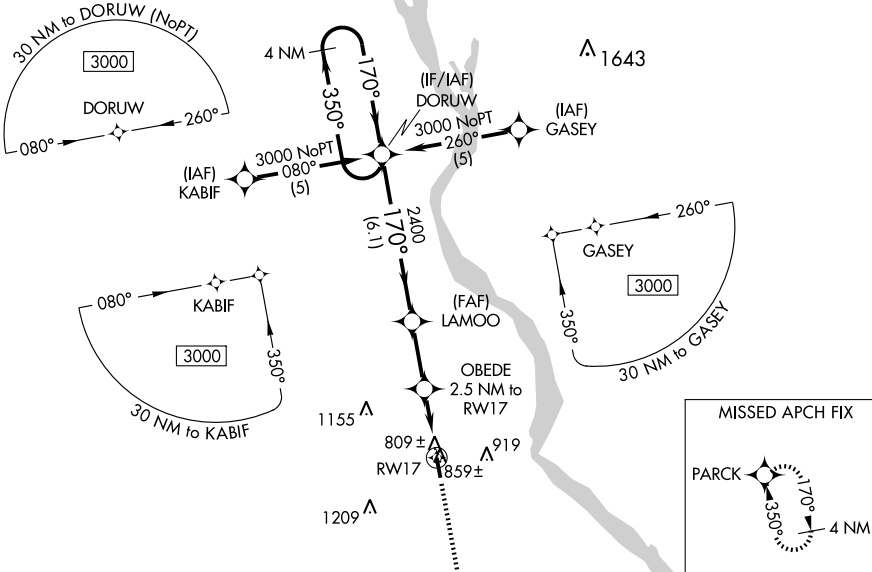 30 NM to DORUW (NoPT)
3000
DORUW
080°
260°
4 NM
170°
350°
(IF/IAF)
DORUW
1643
(IAF)
GASEY
3000 NoPT
260°
(5)
(IAF)
KABIF
3000 NoPT
080°
(5)
2400
170°
(6.1)
260°
GASEY
3000
350°
30 NM to GASEY
080°
KABIF
3000
350°
30 NM to KABIF
(FAF)
LAMOO
OBEDE
2.5 NM to
RW17
1155
809±
919
RW17
859±
1209
MISSED APCH FIX
PARCK
170°
350°
4 NM